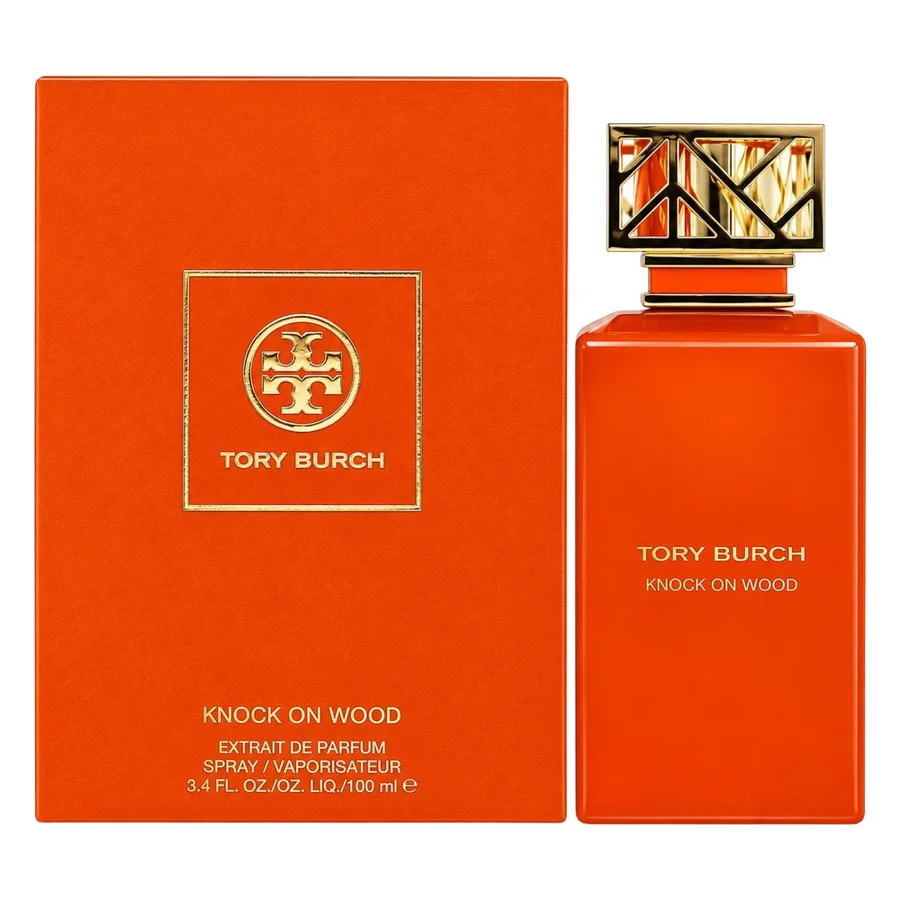 TORY BURCH
KNOCK ON WOOD
EXTRAIT DE PARFUM
SPRAY / VAPORISATEUR
3.4 FL. OZ./OZ. LIQ./100 ml ℮
TORY BURCH
KNOCK ON WOOD